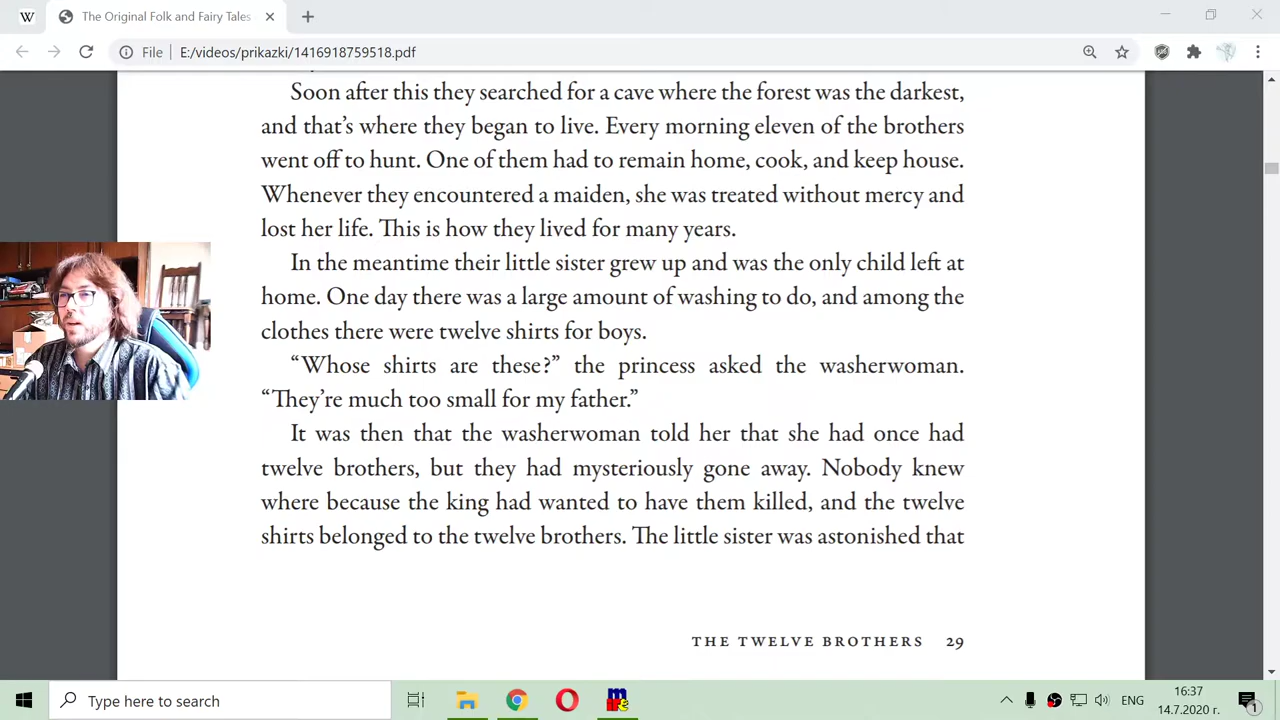 The Original Folk and Fairy Tales
File E:/videos/prikazki/1416918759518.pdf
Soon after this they searched for a cave where the forest was the darkest,
and that's where they began to live. Every morning eleven of the brothers
went off to hunt. One of them had to remain home, cook, and keep house.
Whenever they encountered a maiden, she was treated without mercy and
lost her life. This is how they lived for many years.
In the meantime their little sister grew up and was the only child left at
home. One day there was a large amount of washing to do, and among the
clothes there were twelve shirts for boys.
“Whose shirts are these?” the princess asked the washerwoman.
“They're much too small for my father.”
It was then that the washerwoman told her that she had once had
twelve brothers, but they had mysteriously gone away. Nobody knew
where because the king had wanted to have them killed, and the twelve
shirts belonged to the twelve brothers. The little sister was astonished that
THE TWELVE BROTHERS 29
Type here to search
ЕНГ
16:37
14.7.2020 г.
1